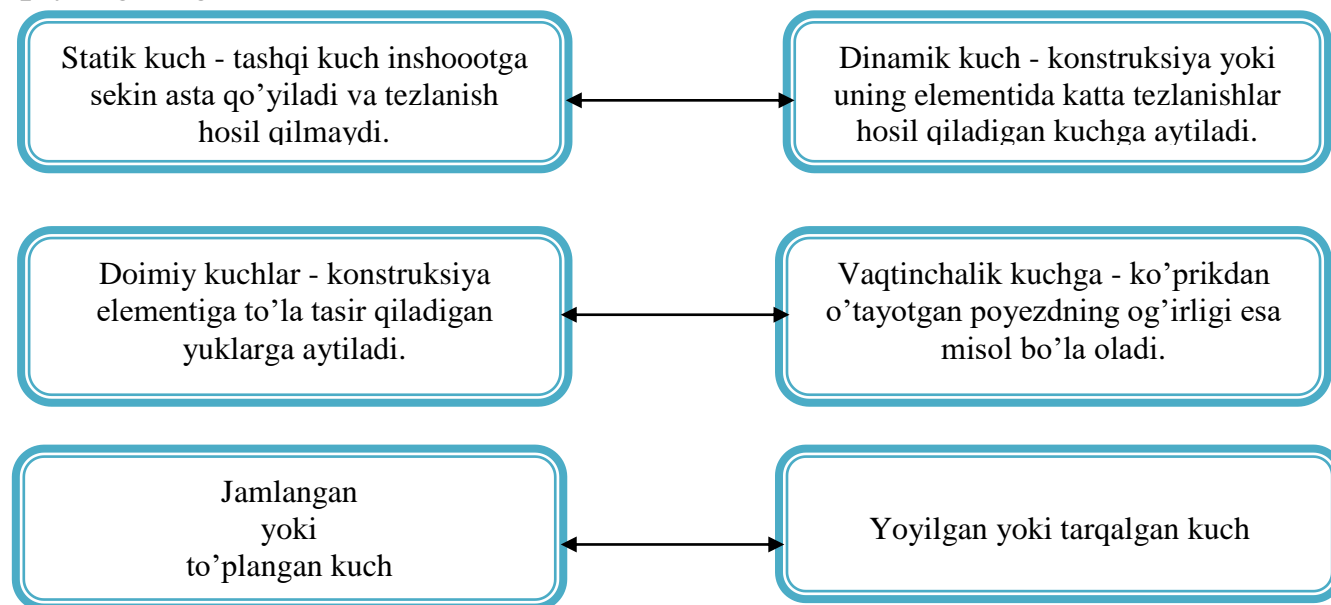 Statik kuch - tashqi kuch inshoootga
sekin asta qo’yiladi va tezlanish
hosil qilmaydi.
Dinamik kuch - konstruksiya yoki
uning elementida katta tezlanishlar
hosil qiladigan kuchga aytiladi.
Doimiy kuchlar - konstruksiya
elementiga to’la tasir qiladigan
yuklarga aytiladi.
Vaqtinchalik kuchga - ko’prikdan
o’tayotgan poyezdning og’irligi esa
misol bo’la oladi.
Jamlangan
yoki
to’plangan kuch
Yoyilgan yoki tarqalgan kuch